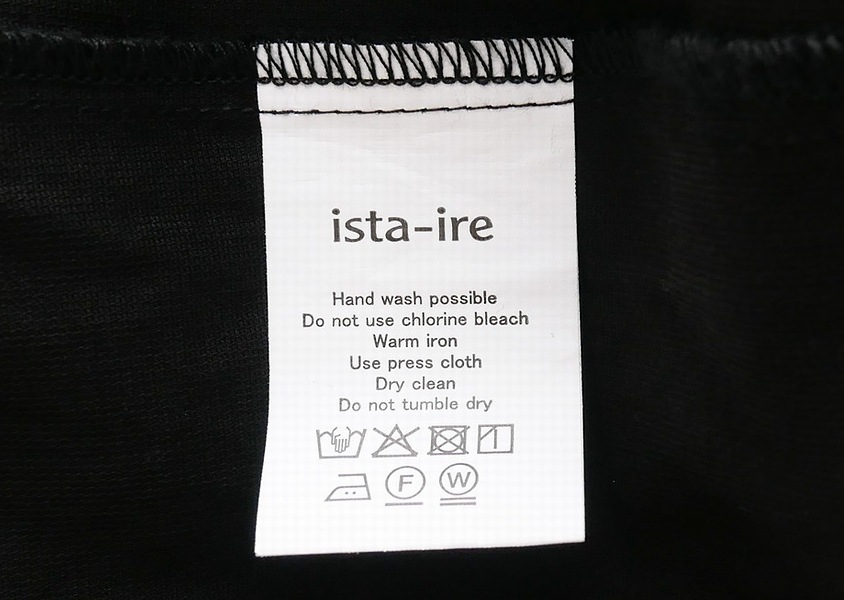 ista-ire
Hand wash possible
Do not use chlorine bleach
Warm iron
Use press cloth
Dry clean
Do not tumble dry
F W